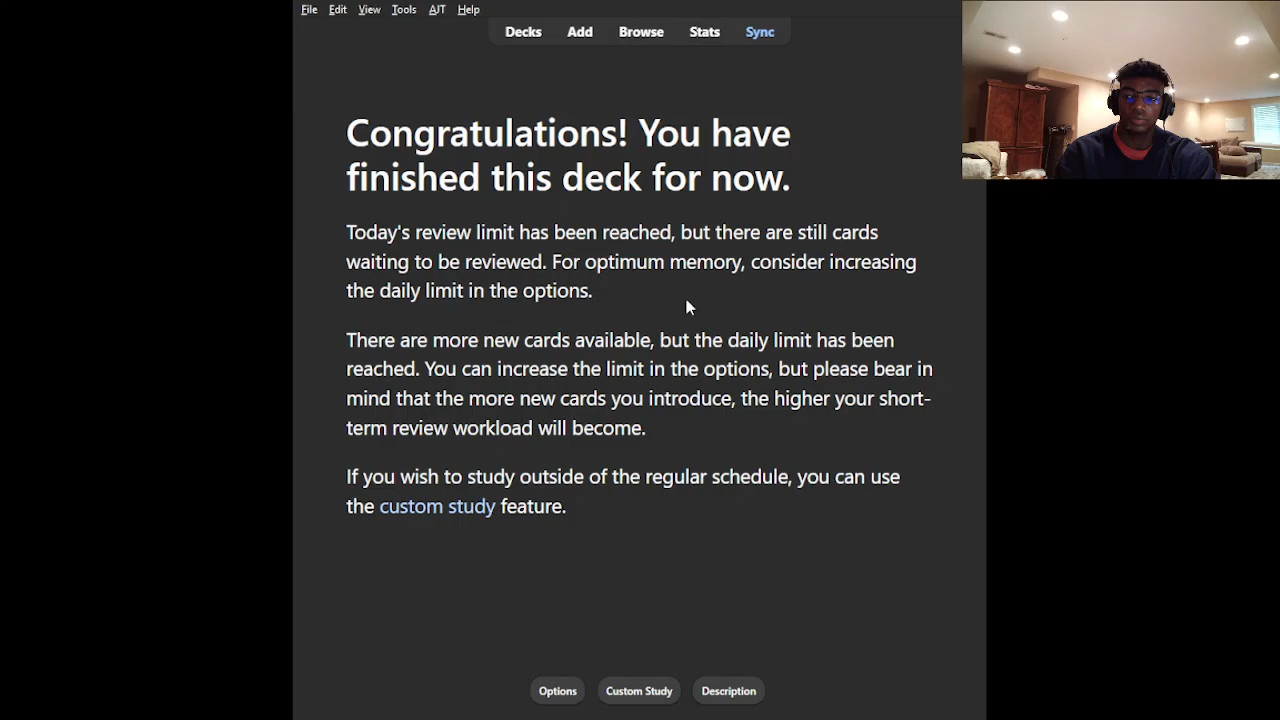 File Edit View Tools AJT Help
Decks Add Browse Stats Sync
Congratulations! You have
finished this deck for now.
Today's review limit has been reached, but there are still cards
waiting to be reviewed. For optimum memory, consider increasing
the daily limit in the options.
There are more new cards available, but the daily limit has been
reached. You can increase the limit in the options, but please bear in
mind that the more new cards you introduce, the higher your short-
term review workload will become.
If you wish to study outside of the regular schedule, you can use
the custom study feature.
Options Custom Study Description